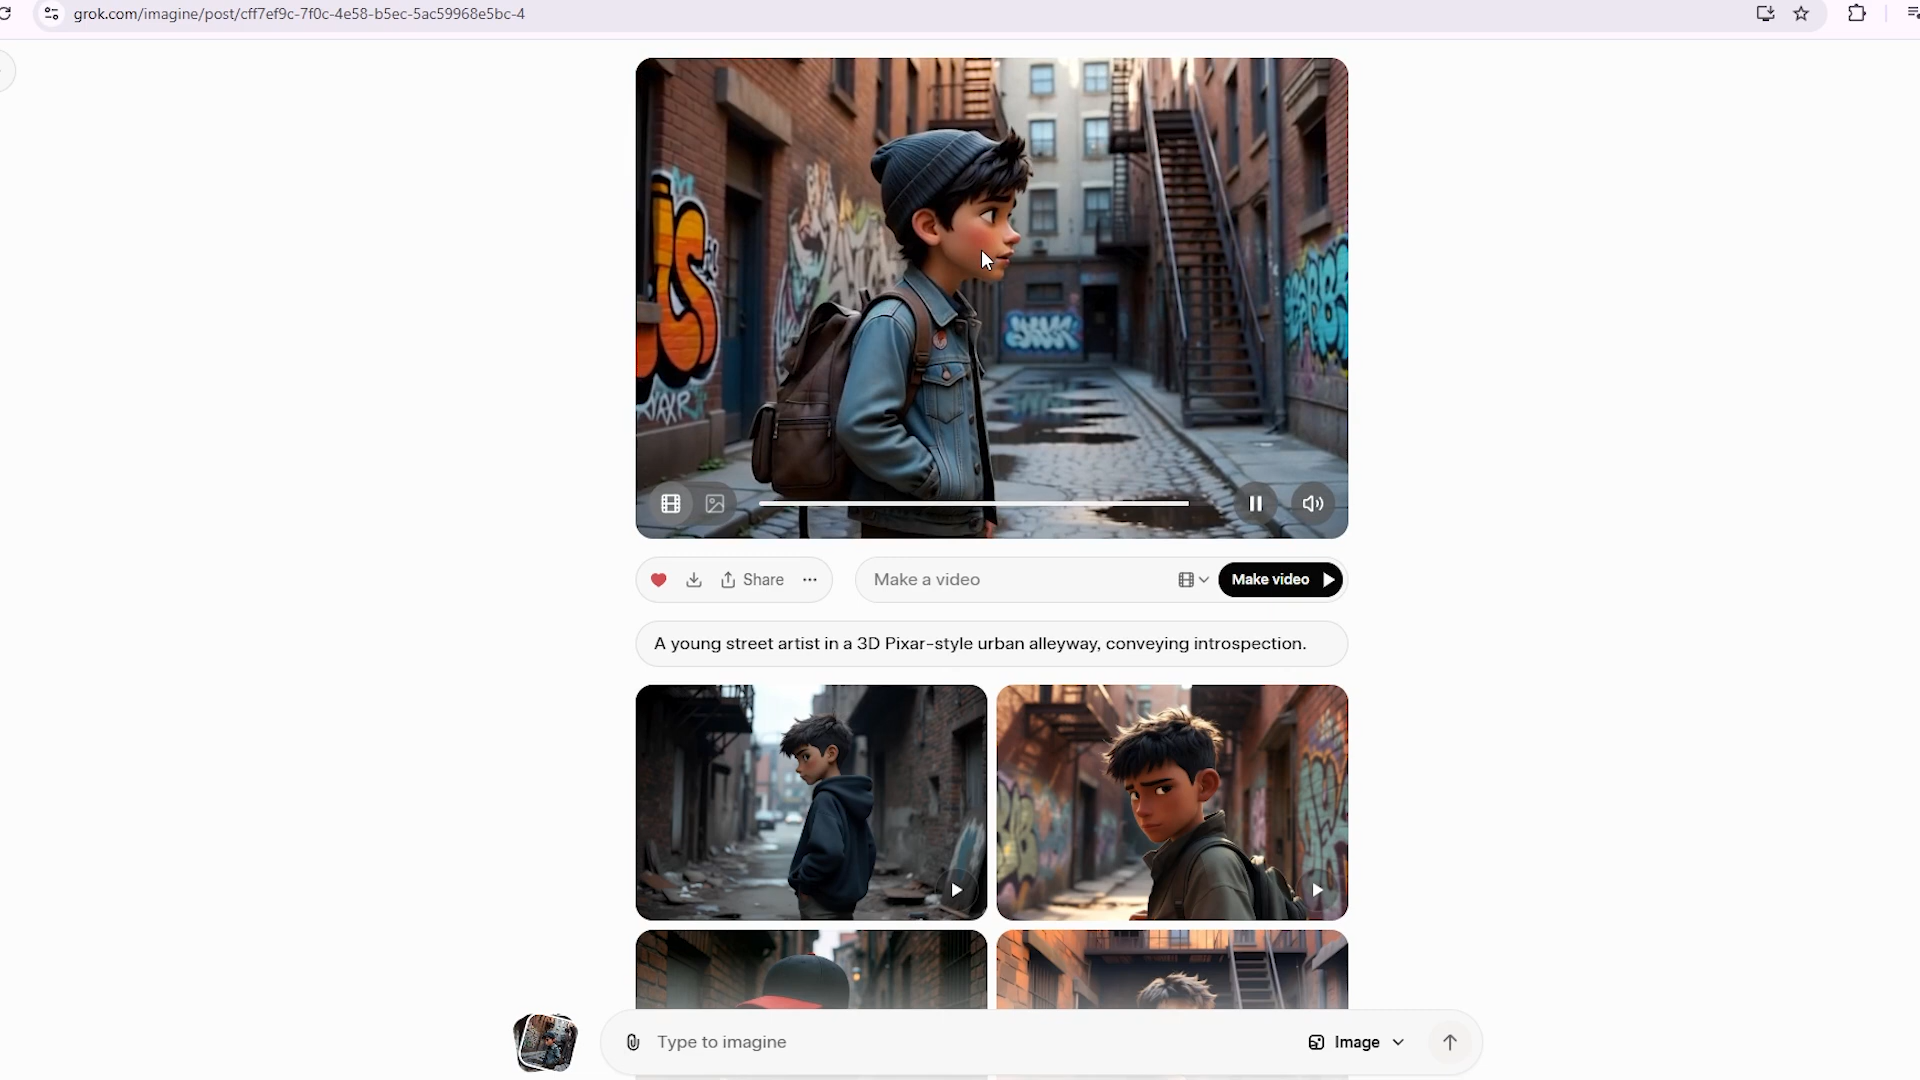 grok.com/imagine/post/cff7ef9c-7f0c-4e58-b5ec-5ac59968e5bc-4
Share
Make a video
Make video
A young street artist in a 3D Pixar-style urban alleyway, conveying introspection.
Type to imagine
Image